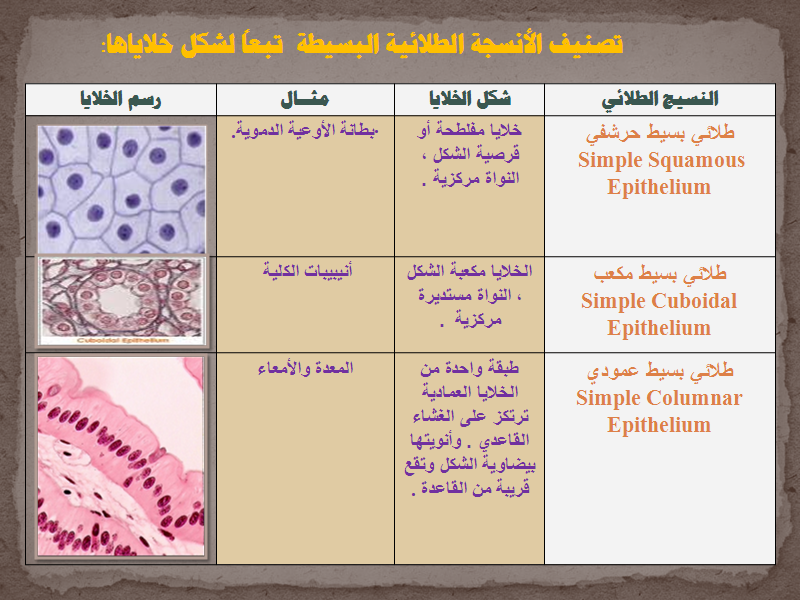 تصنيف الأنسجة الطلائية البسيطة تبعاً لشكل خلاياها:
النسيج الطلائي
شكل الخلايا
مثـــال
رسم الخلايا
طلائي بسيط حرشفي
Simple Squamous
Epithelium
خلايا مفلطحة أو
قرصية الشكل ،
النواة مركزية .
·بطانة الأوعية الدموية.
طلائي بسيط مكعب
Simple Cuboidal
Epithelium
الخلايا مكعبة الشكل
، النواة مستديرة
مركزية .
أنيبيبات الكلية
Cuboidal Epithelium
طلائي بسيط عمودي
Simple Columnar
Epithelium
طبقة واحدة من
الخلايا العمادية
ترتكز على الغشاء
القاعدي . وأنويتها
بيضاوية الشكل وتقع
قريبة من القاعدة .
المعدة والأمعاء